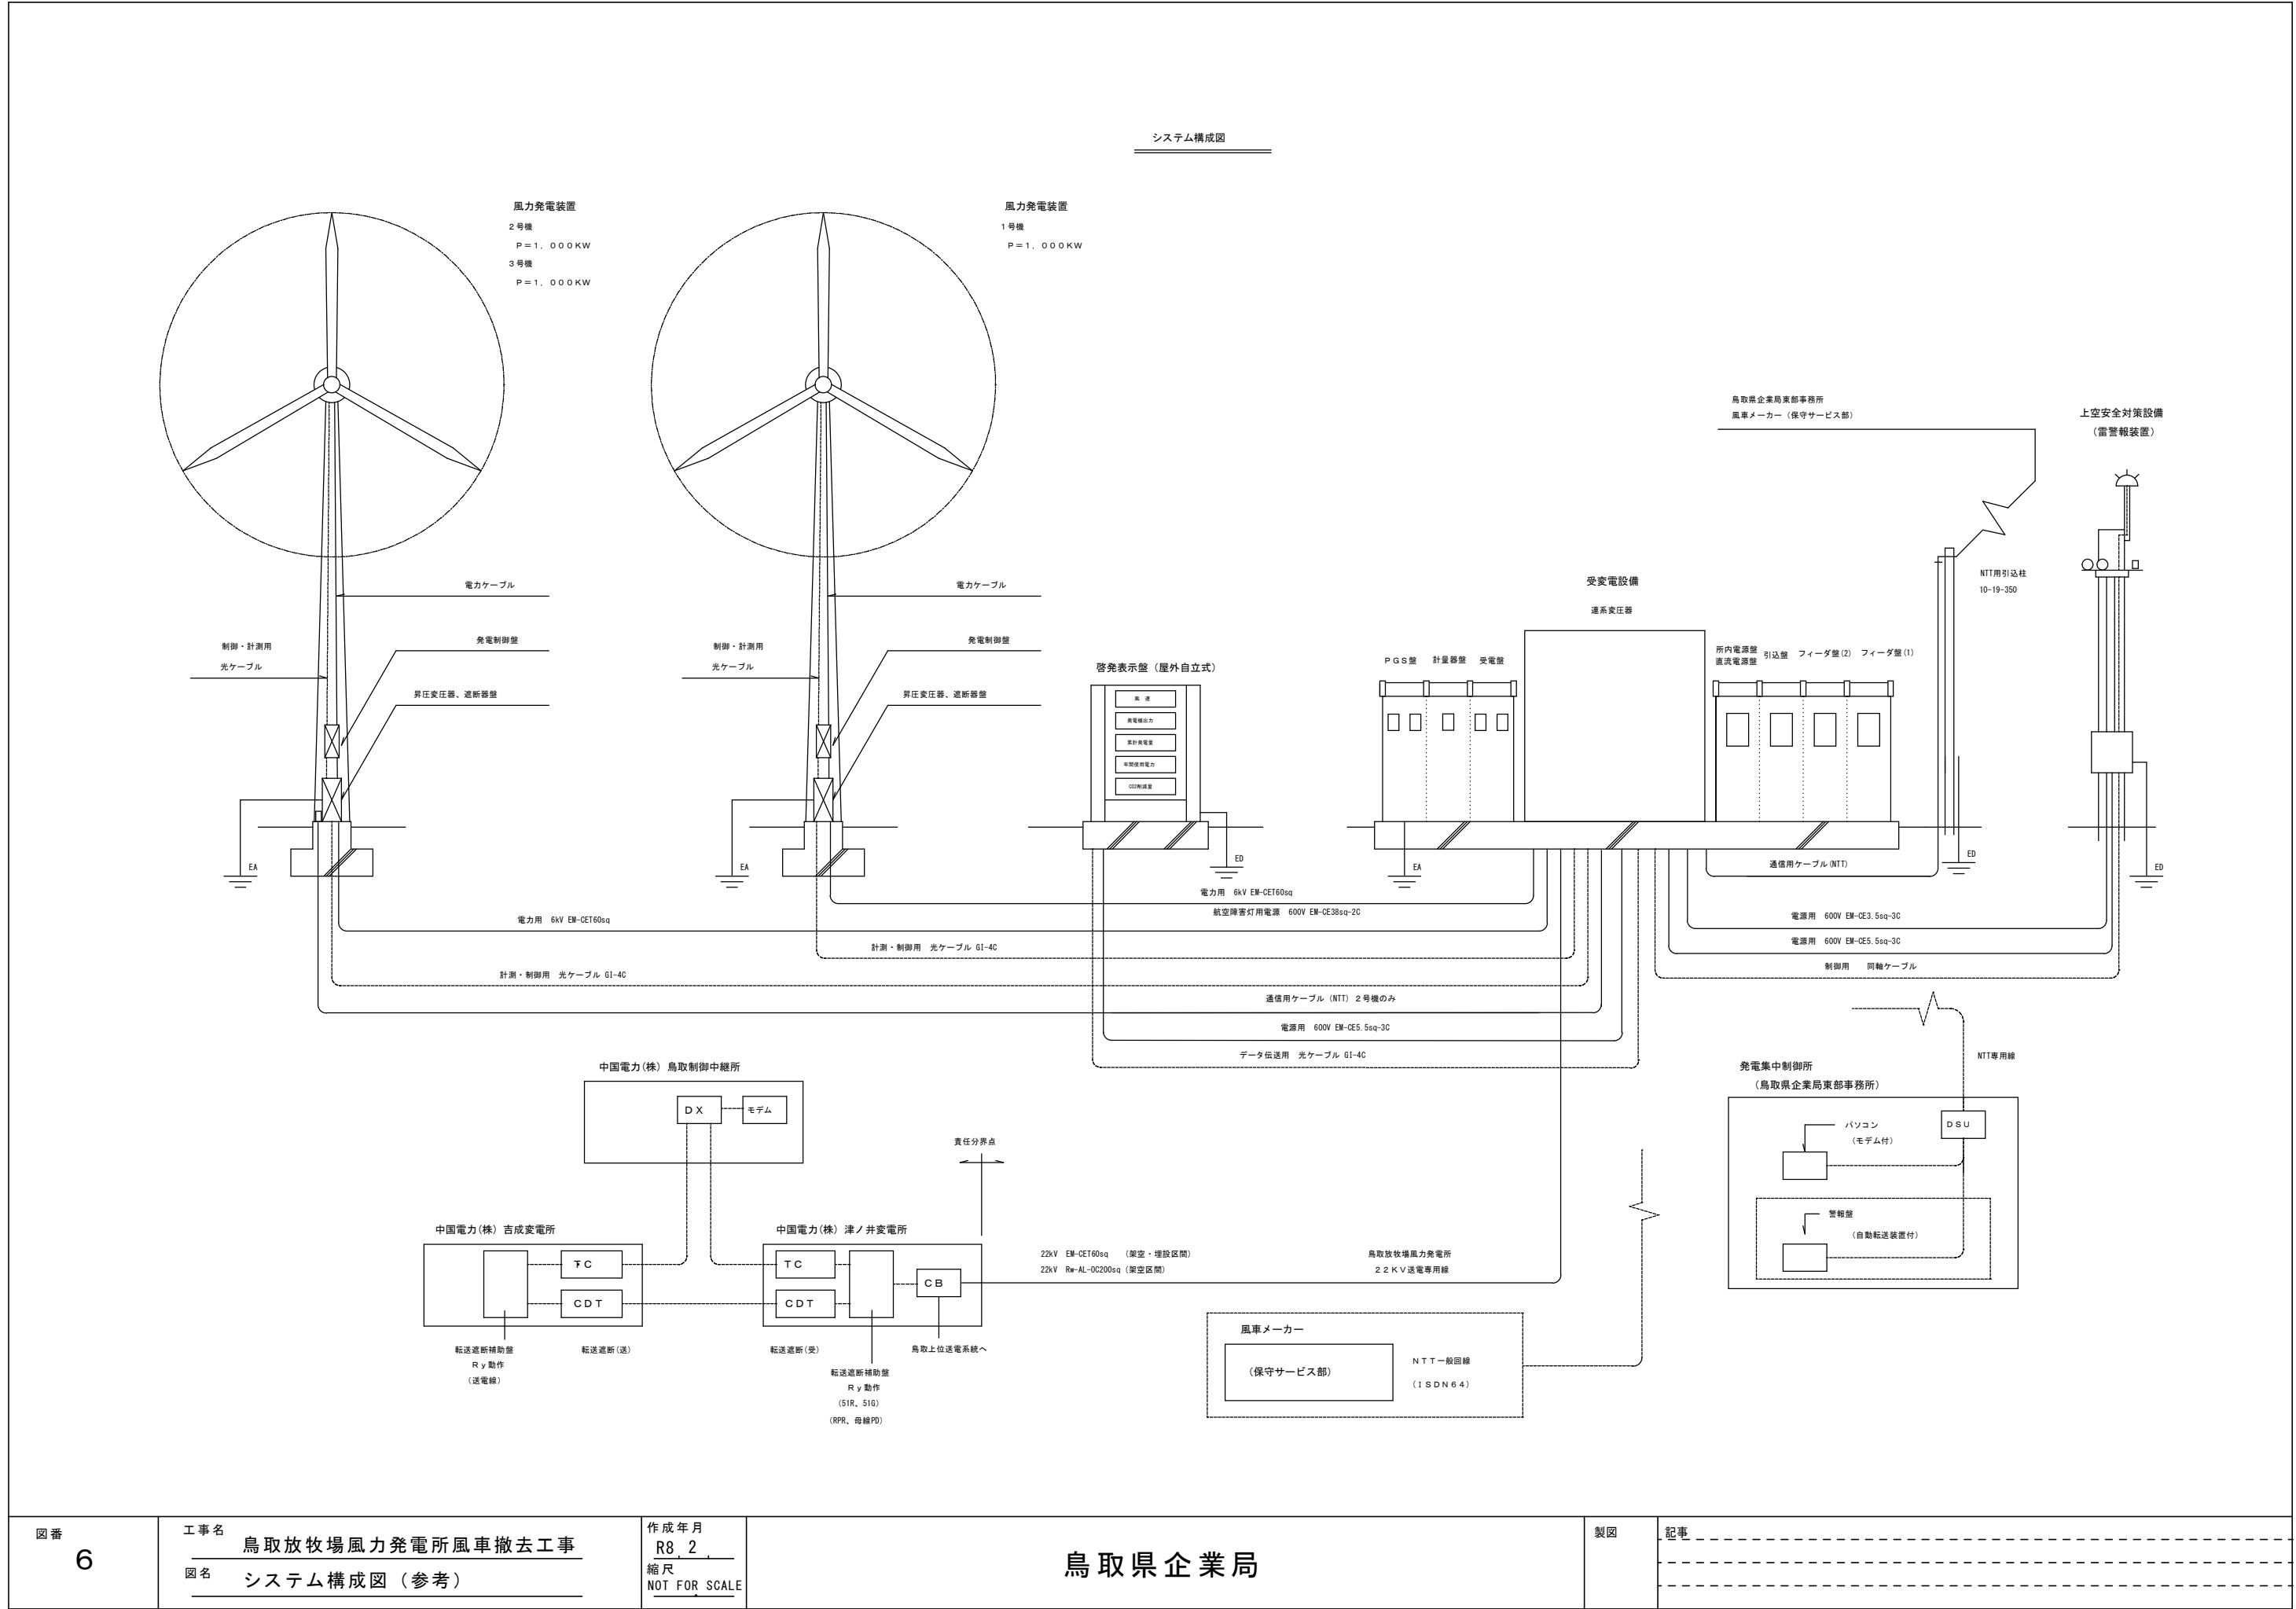 システム構成図
風力発電装置
2号機
P=1.000KW
3号機
P=1.000KW
風力発電装置
1号機
P=1.000KW
電力ケーブル
発電制御盤
制御・計測用
光ケーブル
昇圧変圧器、遮断器盤
EA
電力ケーブル
発電制御盤
制御・計測用
光ケーブル
昇圧変圧器、遮断器盤
EA
啓発表示盤(屋外自立式)
風 速
発電機出力
累計発電量
年間使用電力
CO2削減量
ED
受変電設備
連系変圧器
PGS盤
計量器盤
受電盤
所内電源盤
直流電源盤
引込盤
フィーダ盤(2)
フィーダ盤(1)
EA
鳥取県企業局東部事務所
風車メーカー(保守サービス部)
NTT用引込柱
10-19-350
ED
上空安全対策設備
(雷警報装置)
ED
通信用ケーブル(NTT)
電力用 6kV EM-CET60sq
航空障害灯用電源 600V EM-CE38sq-2C
電力用 6kV EM-CET60sq
計測・制御用 光ケーブル GI-4C
計測・制御用 光ケーブル GI-4C
通信用ケーブル(NTT) 2号機のみ
電源用 600V EM-CE5.5sq-3C
データ伝送用 光ケーブル GI-4C
電源用 600V EM-CE3.5sq-3C
電源用 600V EM-CE5.5sq-3C
制御用 同軸ケーブル
中国電力(株) 鳥取制御中継所
DX
モデム
責任分界点
中国電力(株) 吉成変電所
TC
CDT
転送遮断補助盤
Ry動作
(送電線)
転送遮断(送)
中国電力(株) 津ノ井変電所
TC
CDT
CB
転送遮断(受)
転送遮断補助盤
Ry動作
(51R、51G)
(RPR、母線PD)
鳥取上位送電系統へ
22kV EM-CET60sq (架空・埋設区間)
22kV Rw-AL-OC200sq(架空区間)
鳥取放牧場風力発電所
22KV送電専用線
風車メーカー
(保守サービス部)
NTT一般回線
(ISDN64)
NTT専用線
発電集中制御所
(鳥取県企業局東部事務所)
パソコン
(モデム付)
DSU
警報盤
(自動転送装置付)
図番
6
工事名
鳥取放牧場風力発電所風車撤去工事
図名
システム構成図(参考)
作成年月
R8. 2 .
縮尺
NOT FOR SCALE
鳥取県企業局
製図
記事